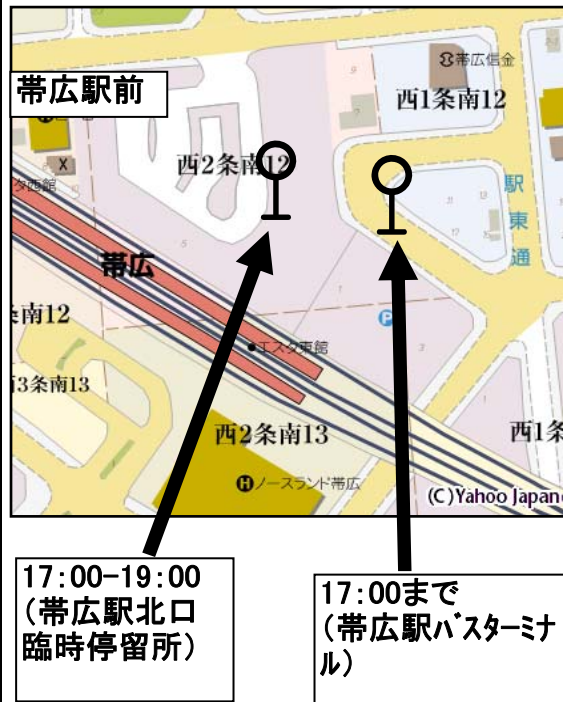 帯広信金
帯広駅前
西1条南12
西2条南12
駅東通
タ西館
帯広
南12
エスタ東館
3条南13
西2条南13
西1条
ノースランド帯広
(C)Yahoo Japan
17:00-19:00
(帯広駅北口
臨時停留所)
17:00まで
(帯広駅バスターミナ
ル)